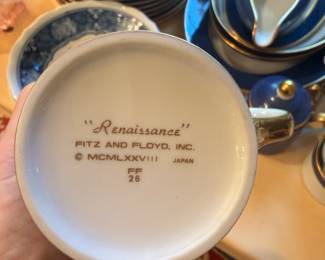 "Renaissance"
FITZ AND FLOYD, INC.
© MCMLXXVIII JAPAN
FF
26